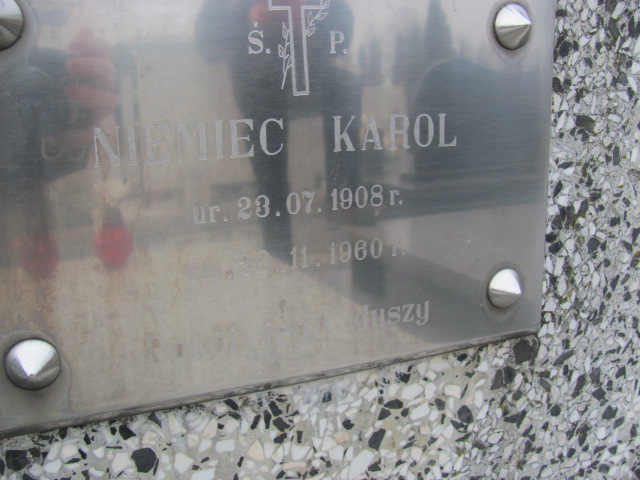 Ś. P.
NIEMIEC KAROL
ur. 23.07.1908 r.
11.1960 r.
duszy